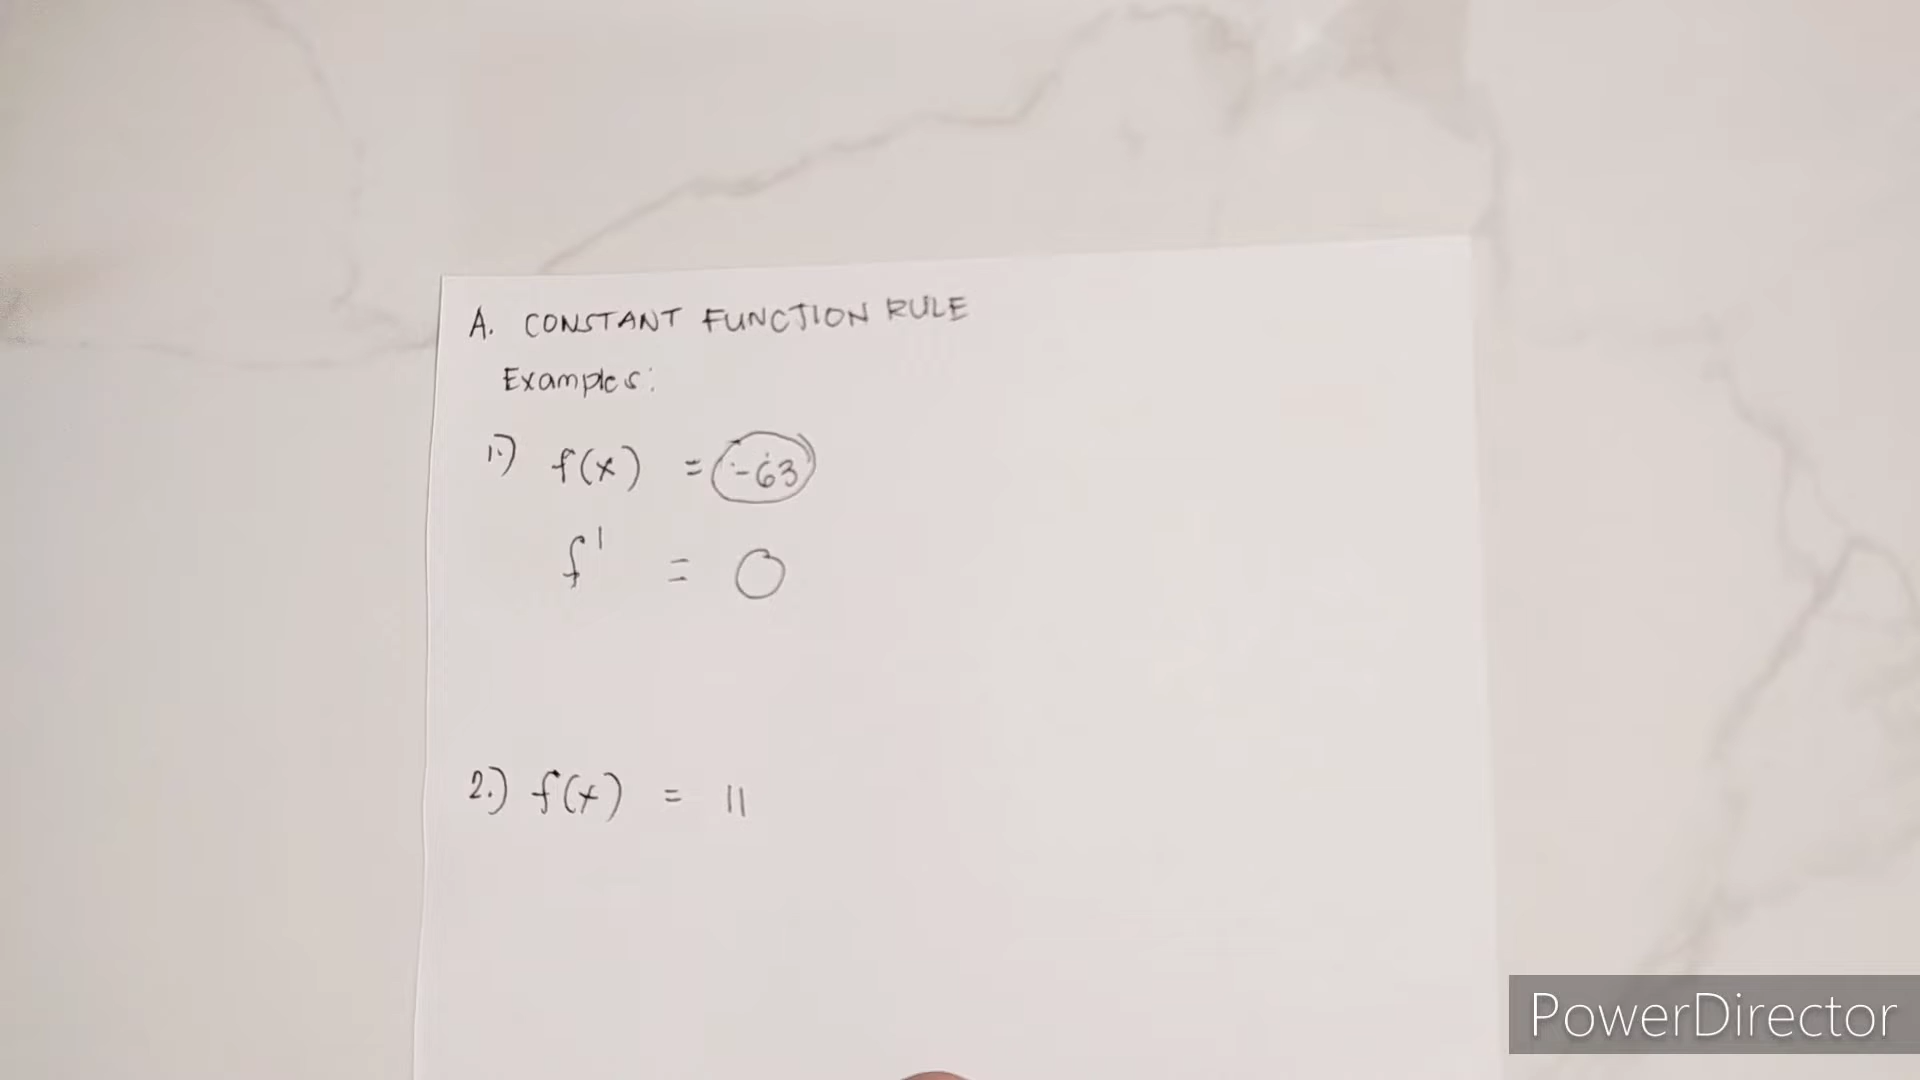 A. CONSTANT FUNCTION RULE
Examples:
1.) f(x) = -63
f' = 0
2.) f(x) = 11
PowerDirector